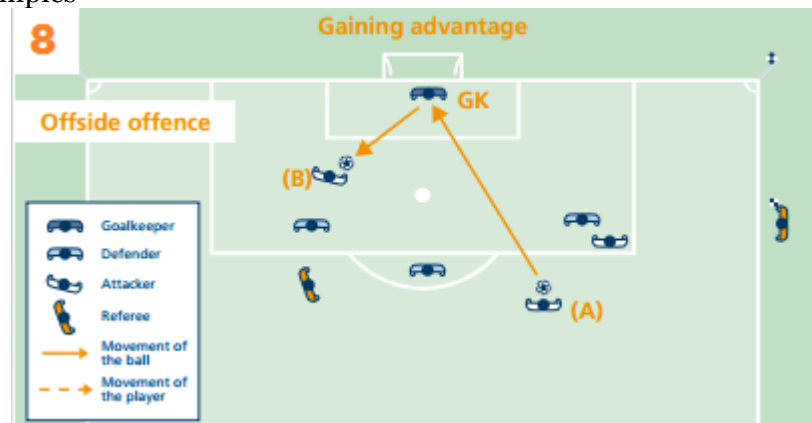 8
Gaining advantage
GK
Offside offence
(B)
Goalkeeper
Defender
Attacker
Referee
Movement of
the ball
Movement of
the player
(A)